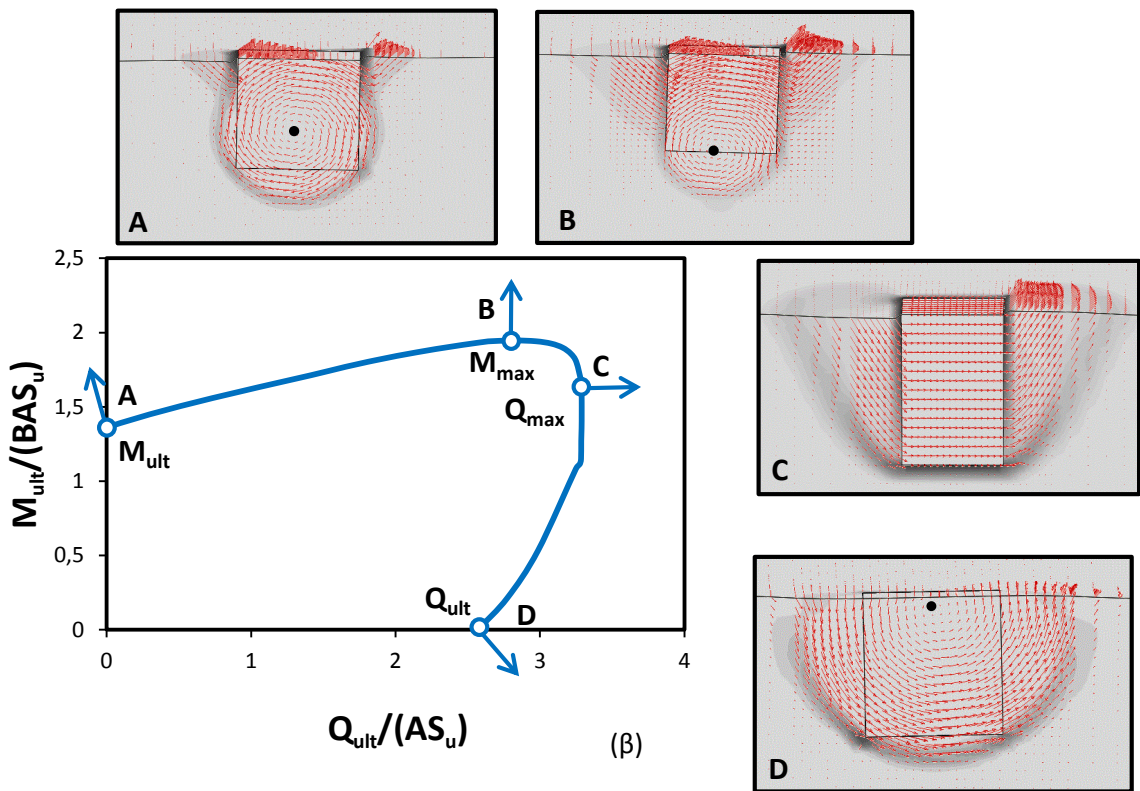 A
B
M_ult/(BAS_u)
2,5
2
1,5
1
0,5
0
A
M_ult
B
M_max
C
Q_max
Q_ult
D
0
1
2
3
4
Q_ult/(AS_u)
(β)
C
D